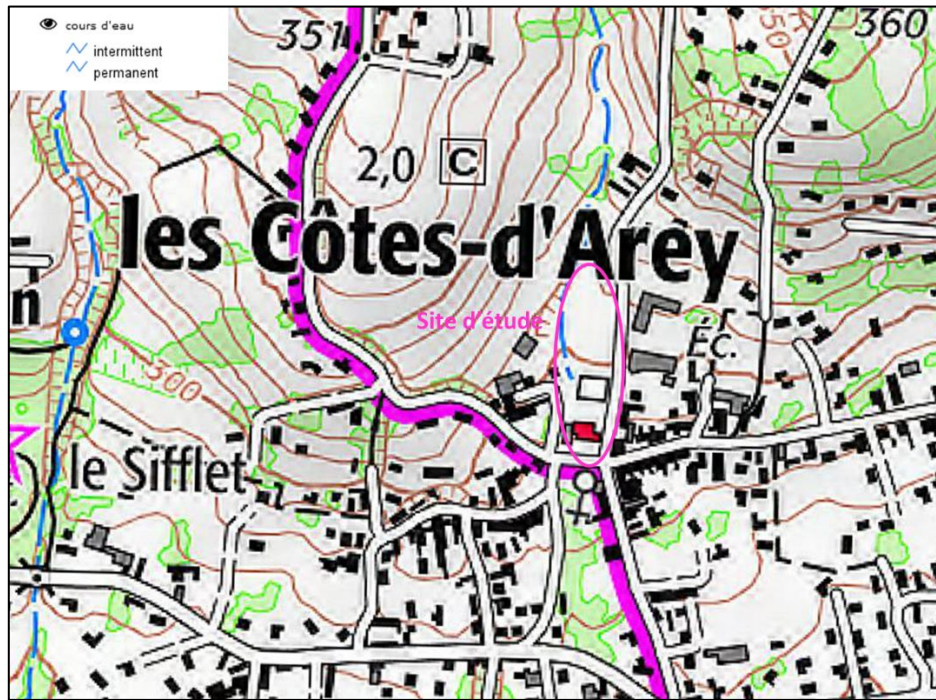 cours d'eau
intermittent
permanent
351
360
2,0 C
les Côtes-d'Arey
n
Site d'étude
Éc.
300
le Sifflet